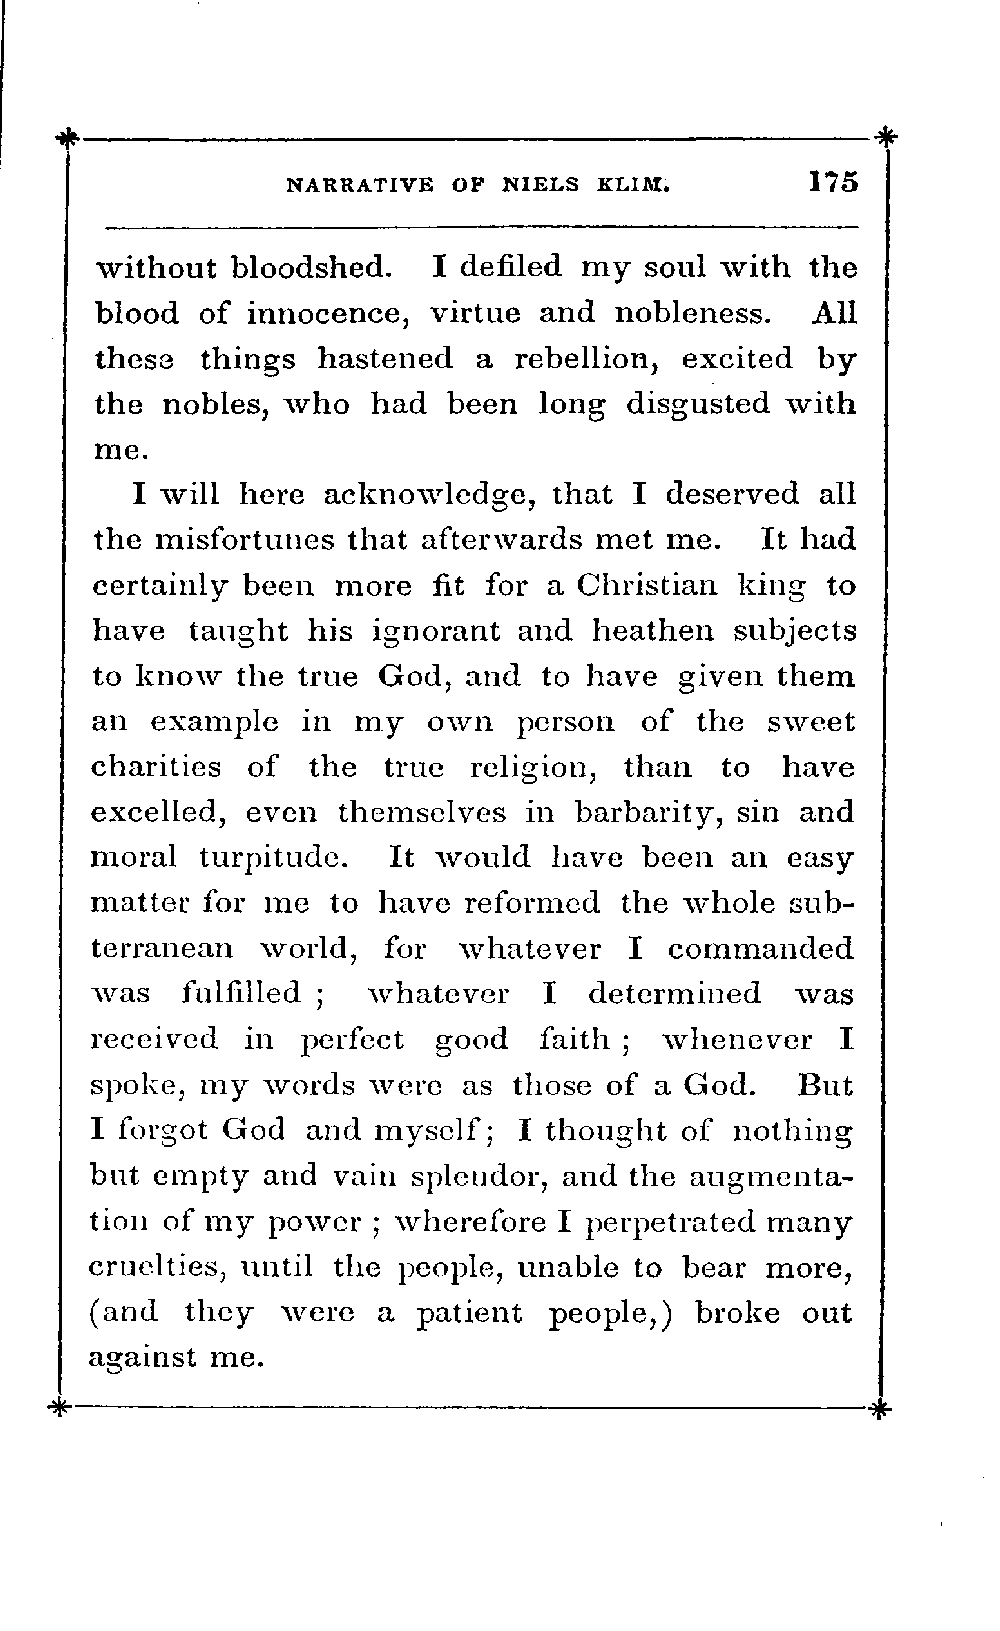 NARRATIVE OF NIELS KLIM. 175
without bloodshed. I defiled my soul with the
blood of innocence, virtue and nobleness. All
these things hastened a rebellion, excited by
the nobles, who had been long disgusted with
me.
I will here acknowledge, that I deserved all
the misfortunes that afterwards met me. It had
certainly been more fit for a Christian king to
have taught his ignorant and heathen subjects
to know the true God, and to have given them
an example in my own person of the sweet
charities of the true religion, than to have
excelled, even themselves in barbarity, sin and
moral turpitude. It would have been an easy
matter for me to have reformed the whole sub-
terranean world, for whatever I commanded
was fulfilled ; whatever I determined was
received in perfect good faith ; whenever I
spoke, my words were as those of a God. But
I forgot God and myself; I thought of nothing
but empty and vain splendor, and the augmenta-
tion of my power ; wherefore I perpetrated many
cruelties, until the people, unable to bear more,
(and they were a patient people,) broke out
against me.